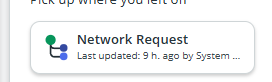 Pick up where you left off
Network Request
Last updated: 9 h. ago by System ...